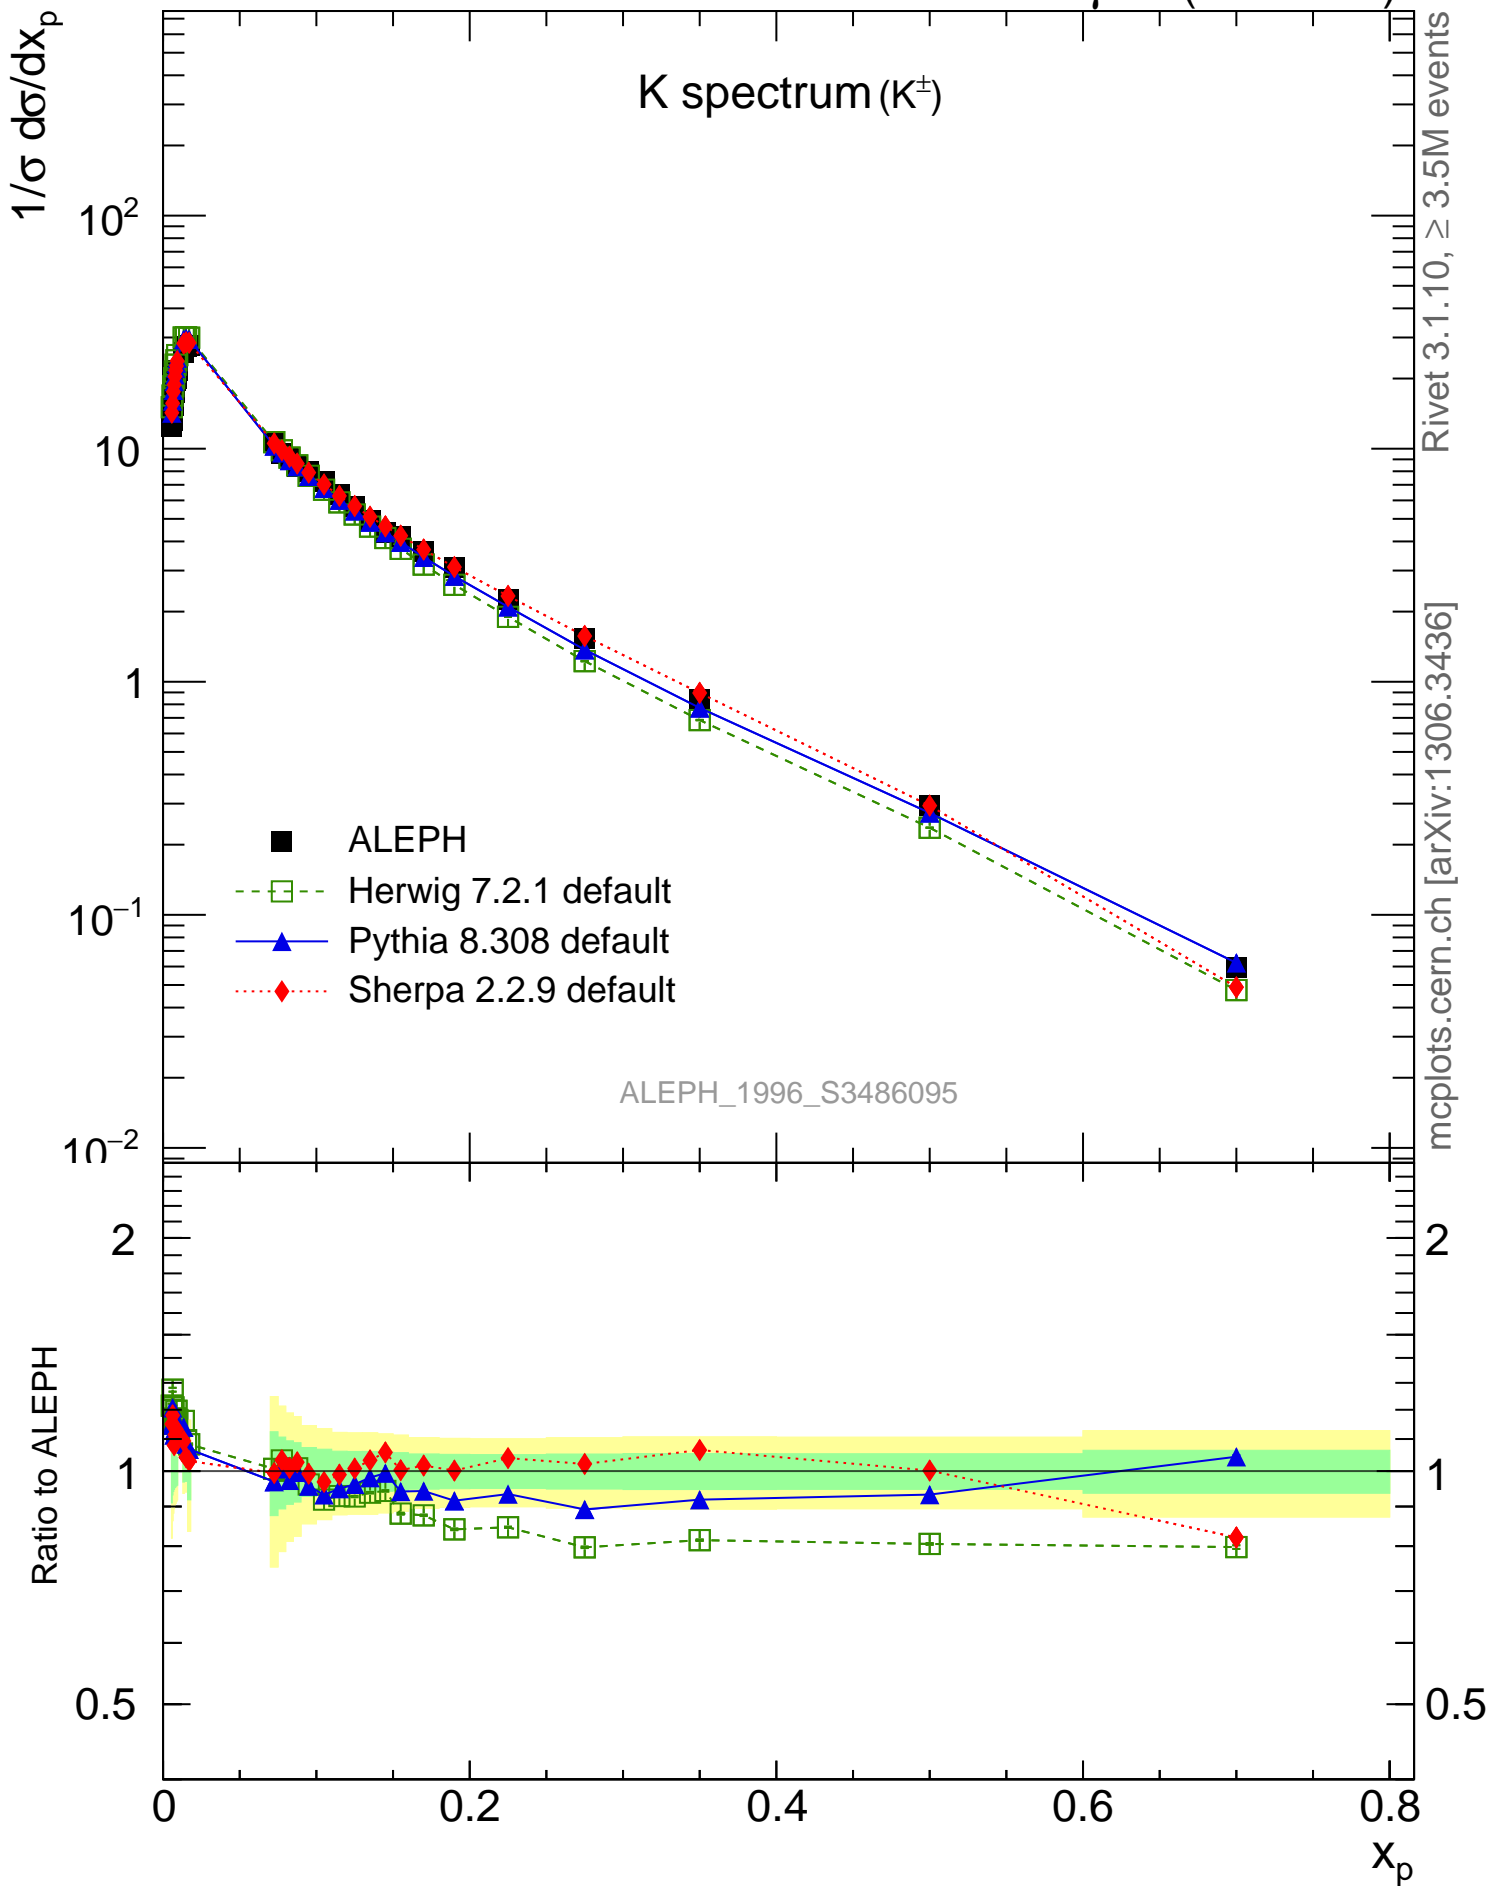 1/σ dσ/dxₚ
K spectrum (K±)
10²
10
1
10⁻¹
10⁻²
ALEPH
Herwig 7.2.1 default
Pythia 8.308 default
Sherpa 2.2.9 default
ALEPH_1996_S3486095
Rivet 3.1.10, ≥ 3.5M events
mcplots.cern.ch [arXiv:1306.3436]
Ratio to ALEPH
2
1
0.5
2
1
0.5
0 0.2 0.4 0.6 0.8
xₚ